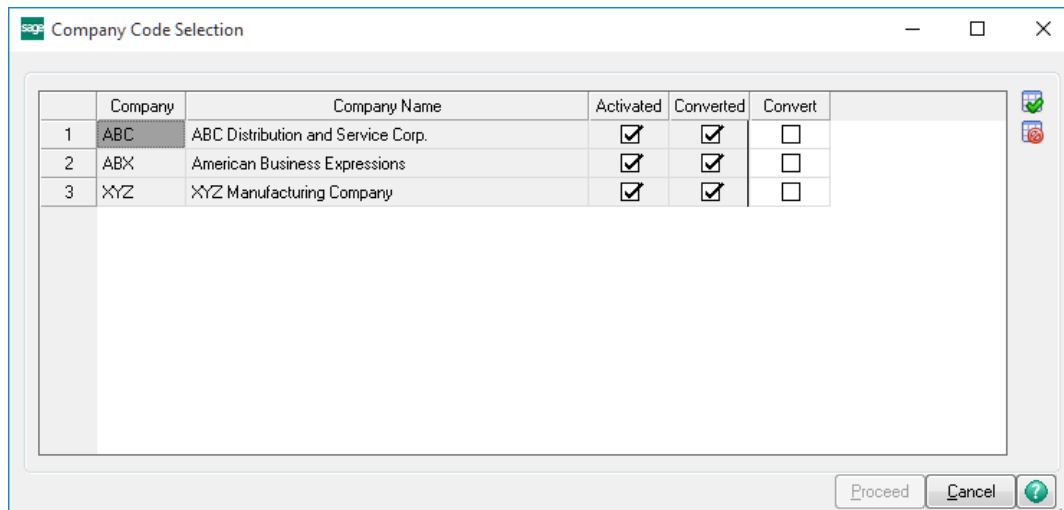 sage Company Code Selection
Company Company Name Activated Converted Convert
1 ABC ABC Distribution and Service Corp.
2 ABX American Business Expressions
3 XYZ XYZ Manufacturing Company
Proceed Cancel ?